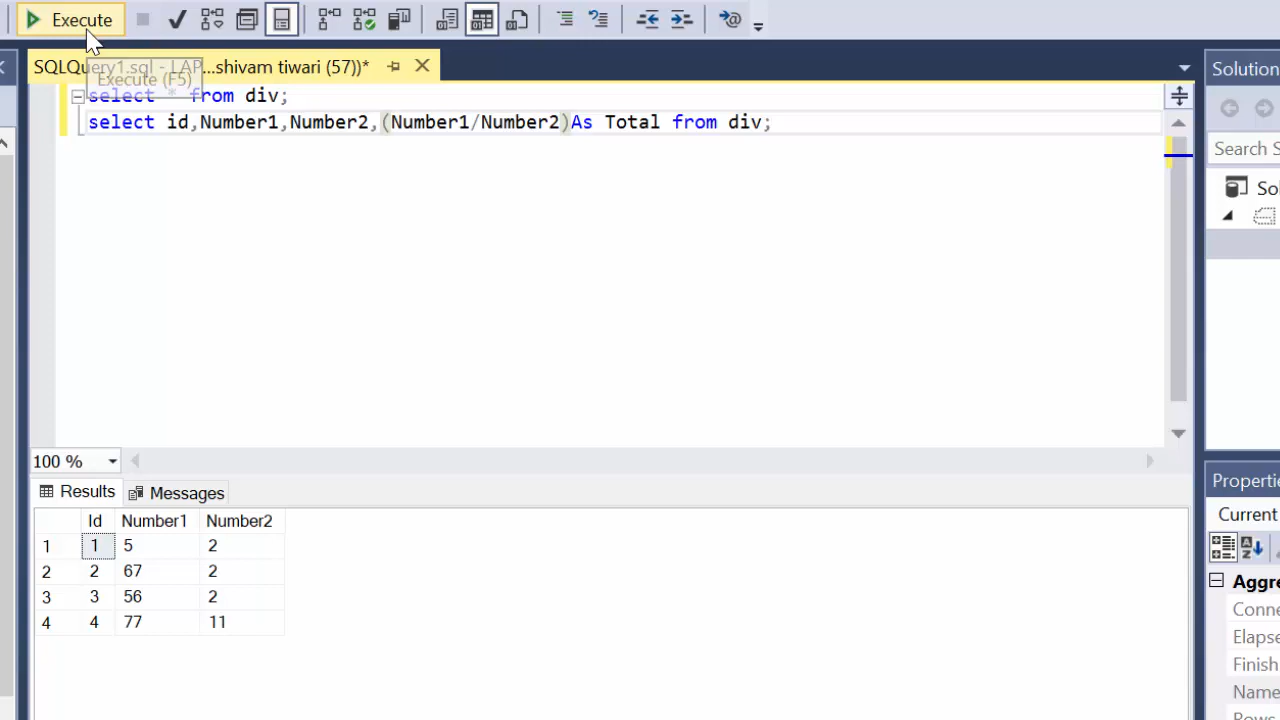 Execute
SQLQuery1.sql - LAP...shivam tiwari (57))*
Execute (F5)
select * from div;
select id,Number1,Number2,(Number1/Number2)As Total from div;
100 %
Results
Messages
Id Number1 Number2
1 1 5 2
2 2 67 2
3 3 56 2
4 4 77 11
Solution
Search S
Sol
Propertie
Current
Aggre
Conne
Elapse
Finish
Name
Rows